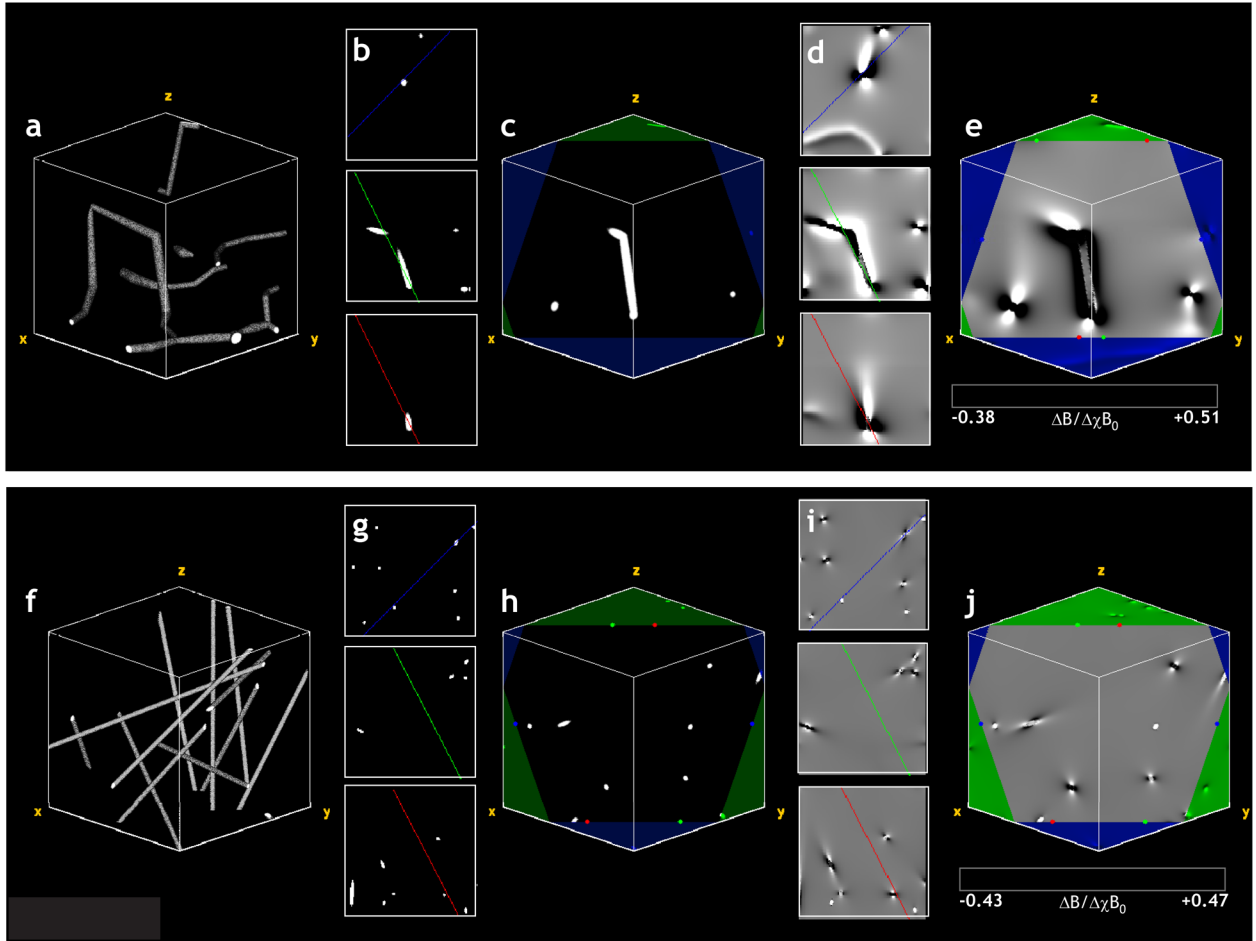 a
z
x
y
b
c
z
x
y
d
e
z
x
y
-0.38
ΔB/ΔχB₀
+0.51
f
z
x
y
g
h
z
x
y
i
j
z
x
y
-0.43
ΔB/ΔχB₀
+0.47